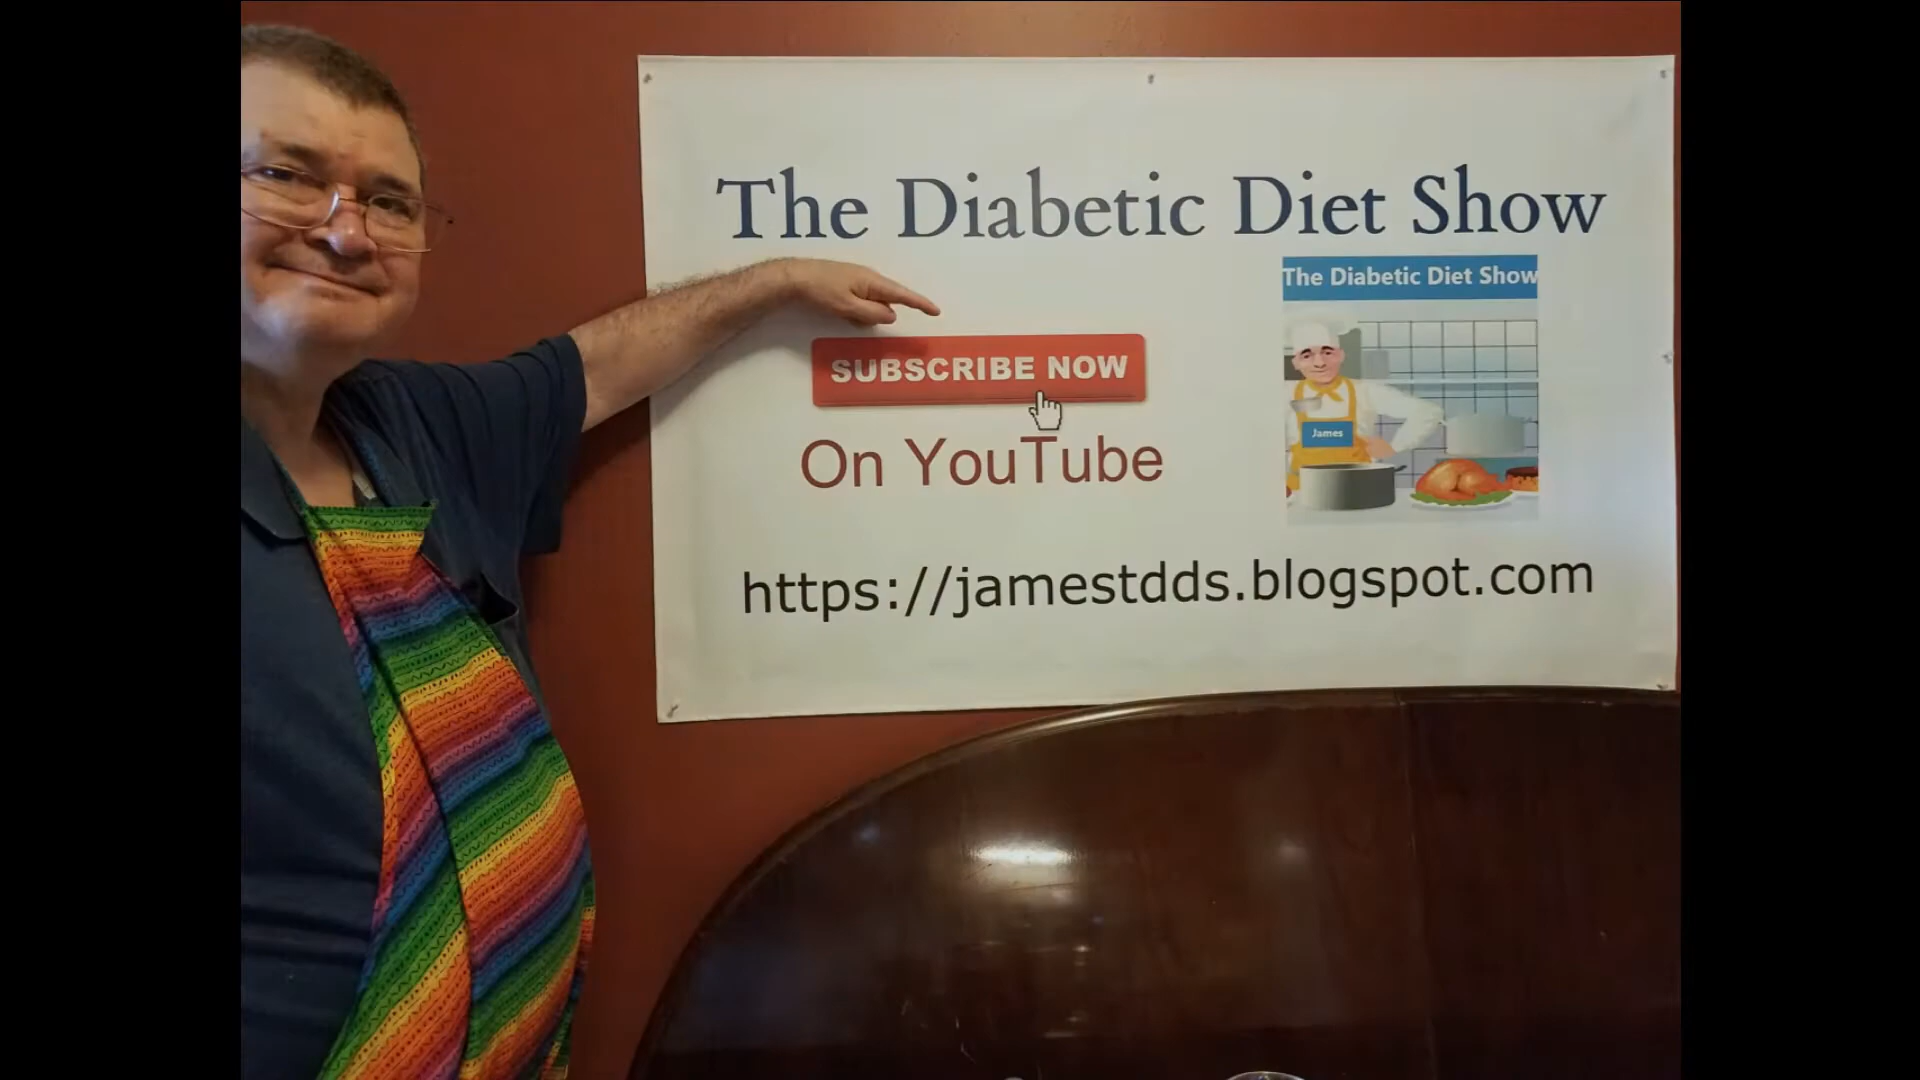 The Diabetic Diet Show
The Diabetic Diet Show
James
SUBSCRIBE NOW
On YouTube
https://jamestdds.blogspot.com